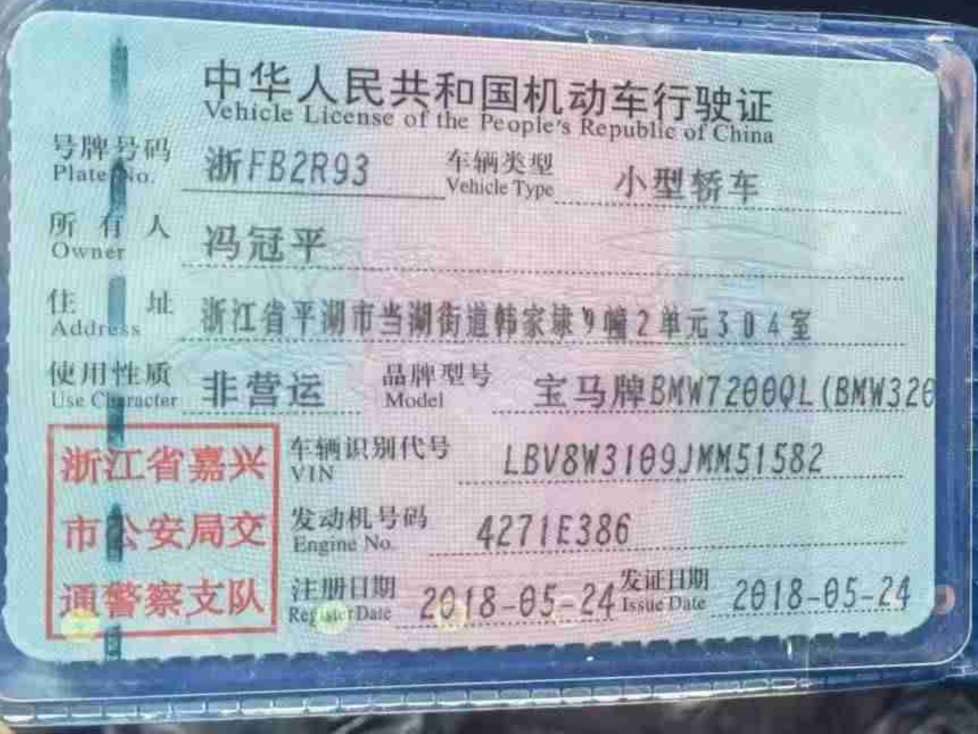 中华人民共和国机动车行驶证
Vehicle License of the People's Republic of China
号牌号码 浙FB2R93 车辆类型 小型轿车
Plate No. Vehicle Type
所有人 冯冠平
Owner
住址 浙江省平湖市当湖街道韩家埭9幢2单元304室
Address
使用性质 非营运 品牌型号 宝马牌BMW7200QL(BMW320
Use Character Model
浙江省嘉兴
市公安局交
通警察支队
车辆识别代号 LBV8W3109JMM51582
VIN
发动机号码 4271E386
Engine No.
注册日期 2018-05-24 发证日期 2018-05-24
Register Date Issue Date